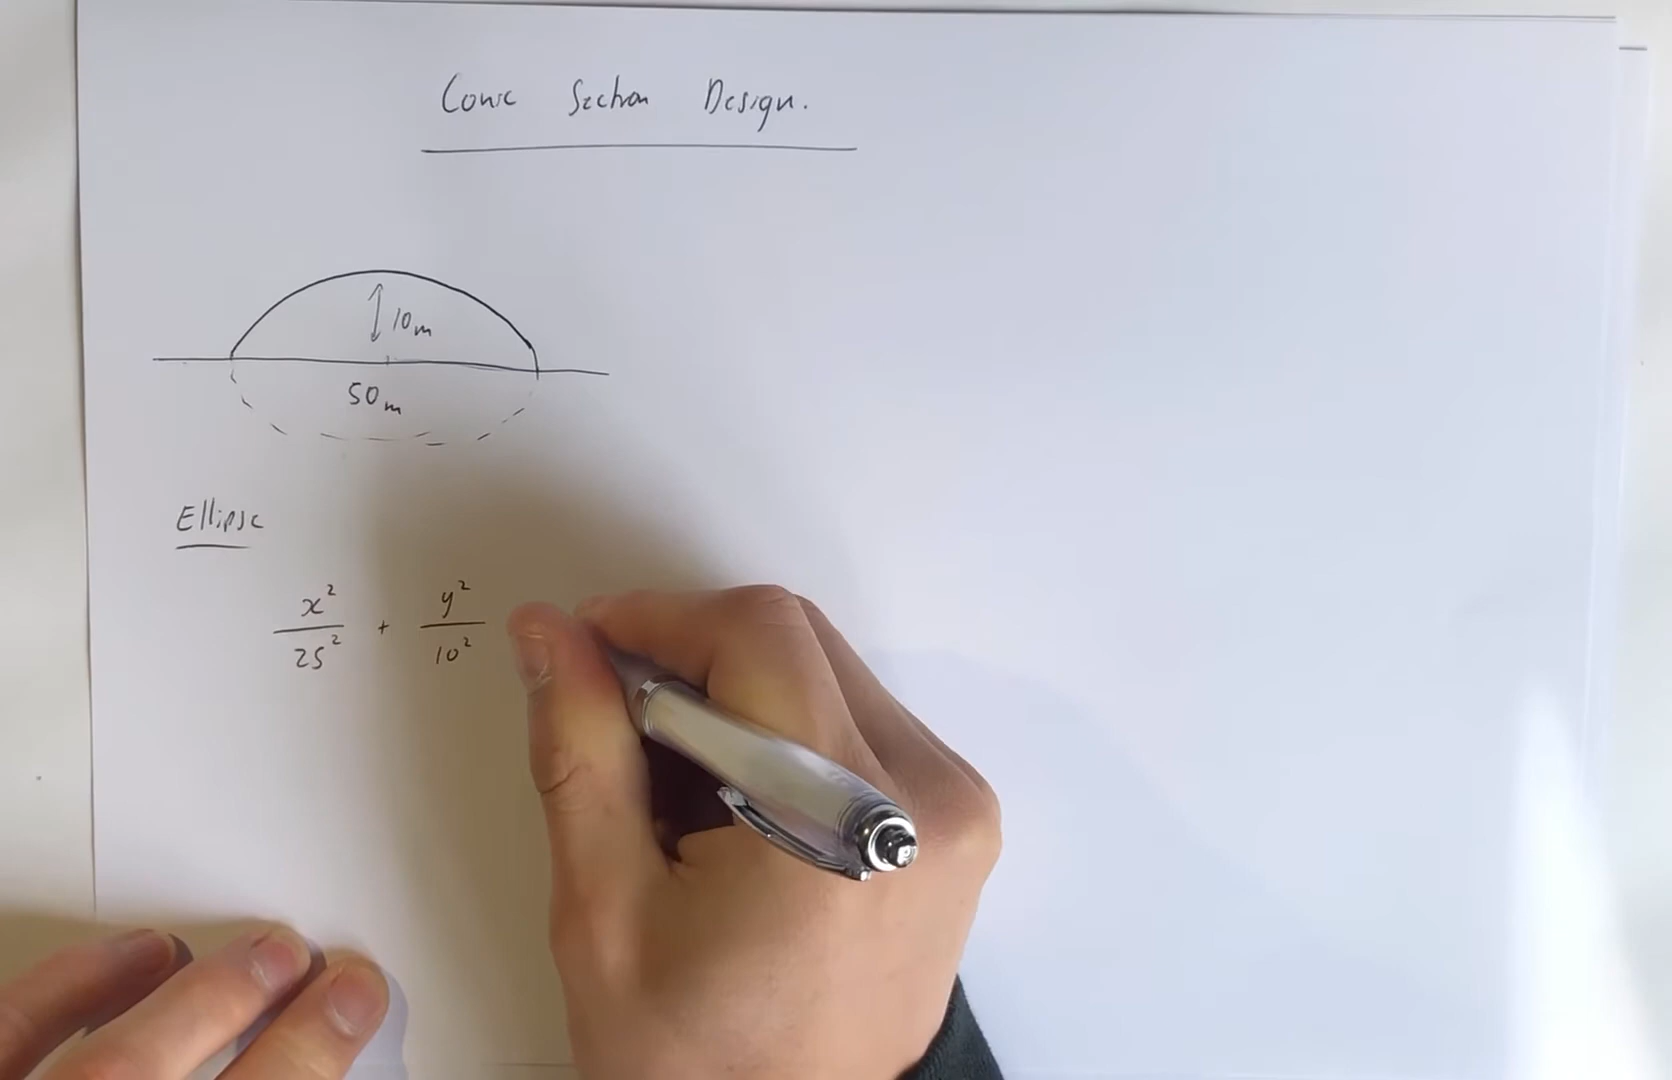 Conic Section Design.
10m
50m
Ellipse
x²/25² + y²/10²